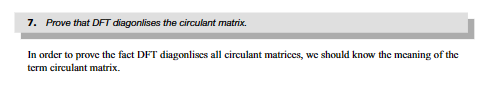 7. Prove that DFT diagonlises the circulant matrix.
In order to prove the fact DFT diagonlises all circulant matrices, we should know the meaning of the
term circulant matrix.